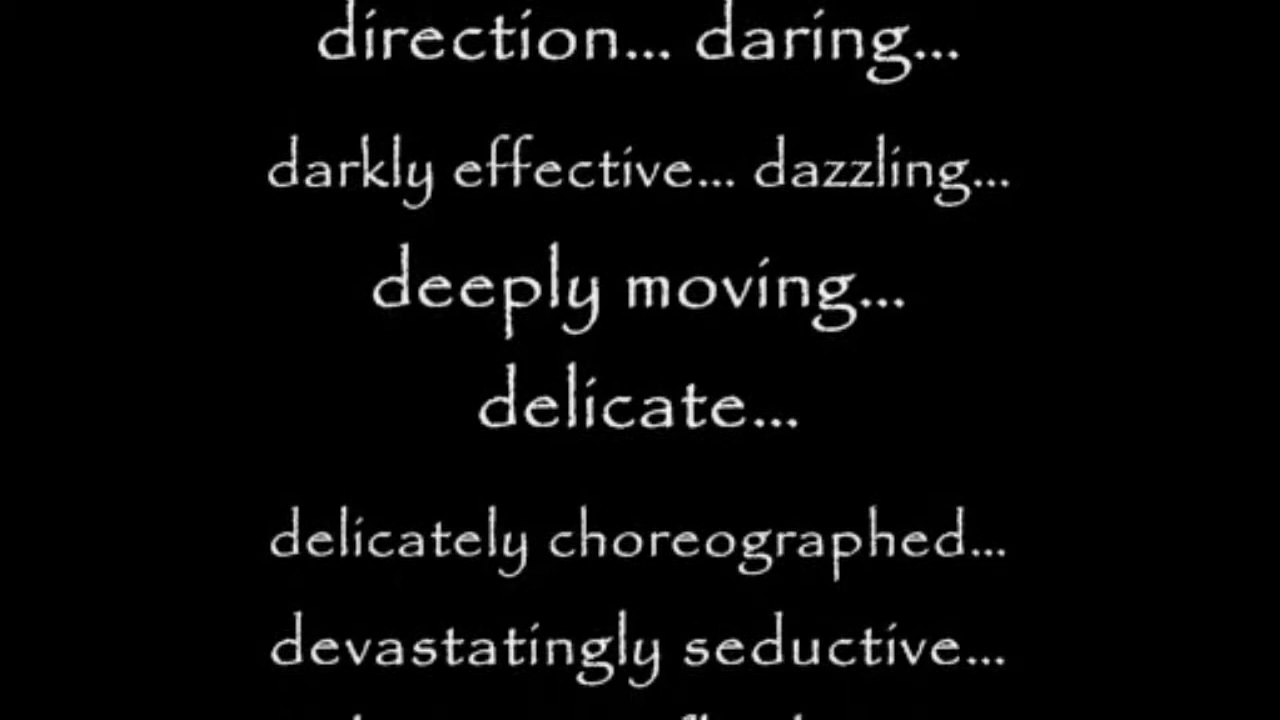 direction... daring...
darkly effective... dazzling...
deeply moving...
delicate...
delicately choreographed...
devastatingly seductive...